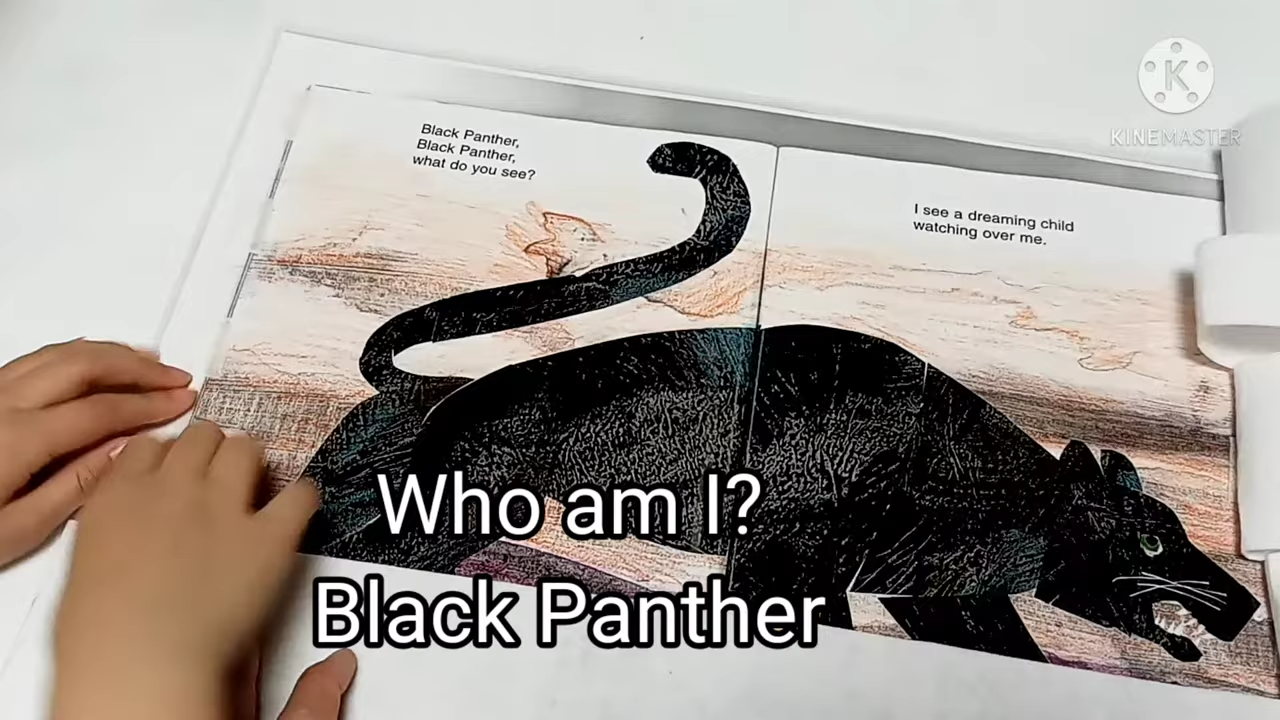 Black Panther,
Black Panther,
what do you see?
I see a dreaming child
watching over me.
K
KINEMASTER
Who am I?
Black Panther